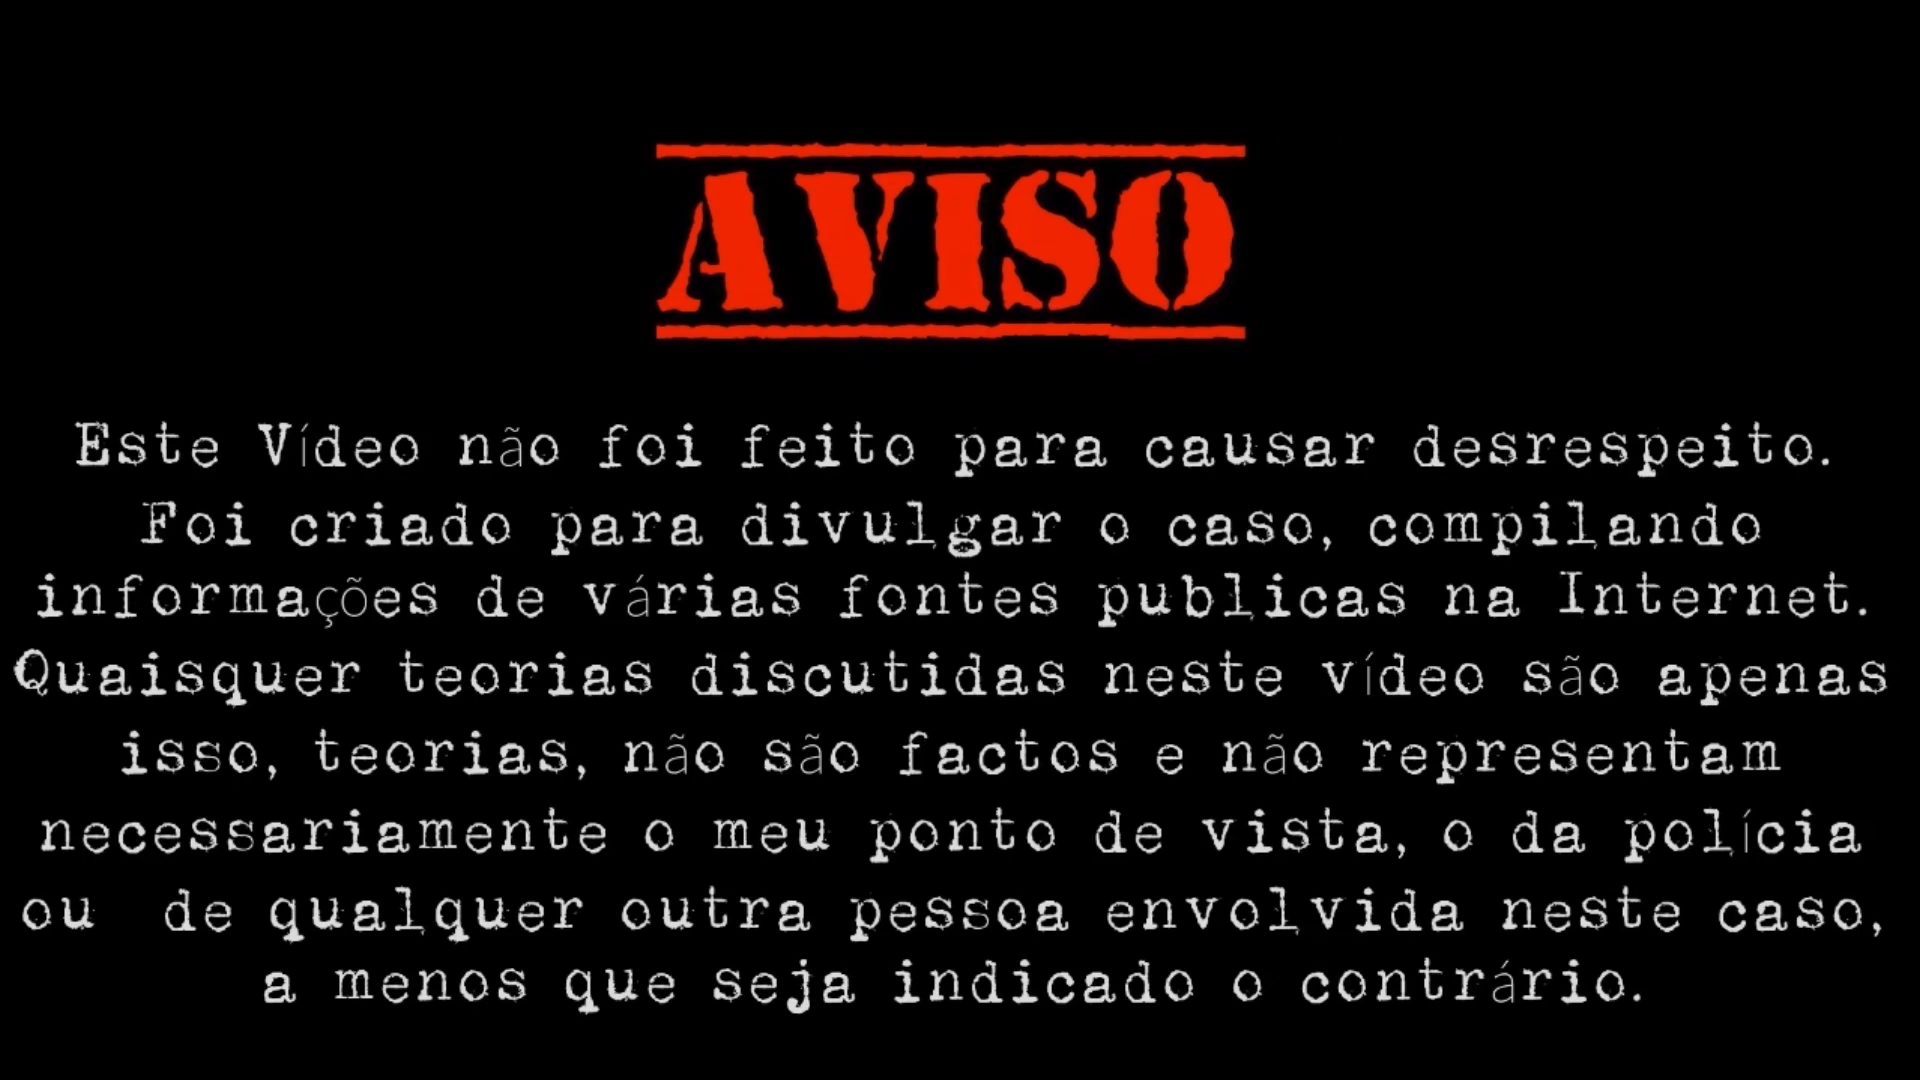 AVISO
Este Vídeo não foi feito para causar desrespeito.
Foi criado para divulgar o caso, compilando
informações de várias fontes publicas na Internet.
Quaisquer teorias discutidas neste vídeo são apenas
isso, teorias, não são factos e não representam
necessariamente o meu ponto de vista, o da polícia
ou de qualquer outra pessoa envolvida neste caso,
a menos que seja indicado o contrário.